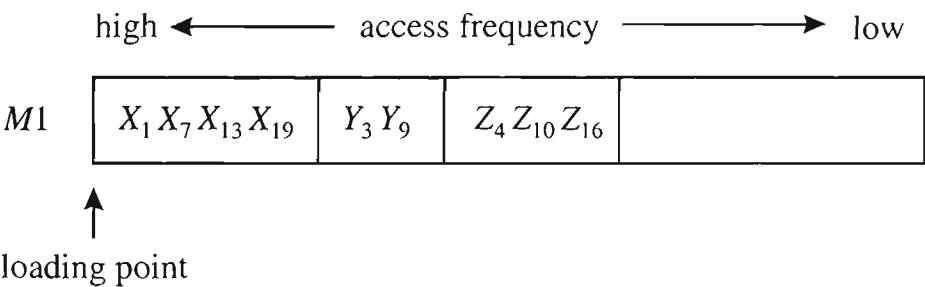 high access frequency low
M1 X₁ X₇ X₁₃ X₁₉ Y₃ Y₉ Z₄ Z₁₀ Z₁₆
loading point